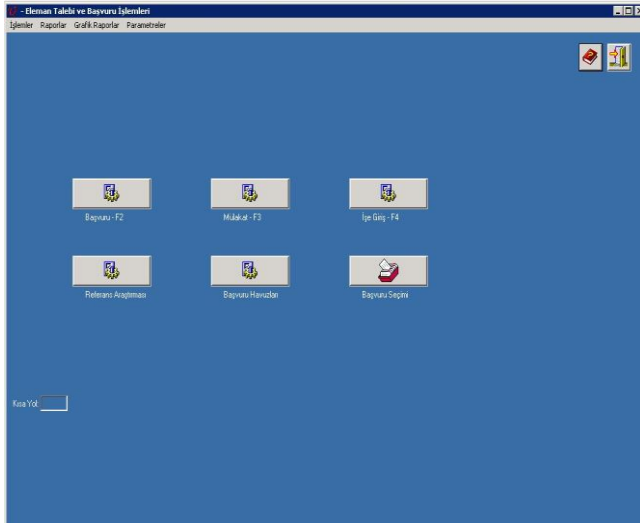 - Eleman Talebi ve Başvuru İşlemleri
İşlemler Raporlar Grafik Raporlar Parametreler
Başvuru - F2 Mülakat - F3 İşe Giriş - F4
Referans Araştırması Başvuru Havuzları Başvuru Seçimi
Kısa Yol: